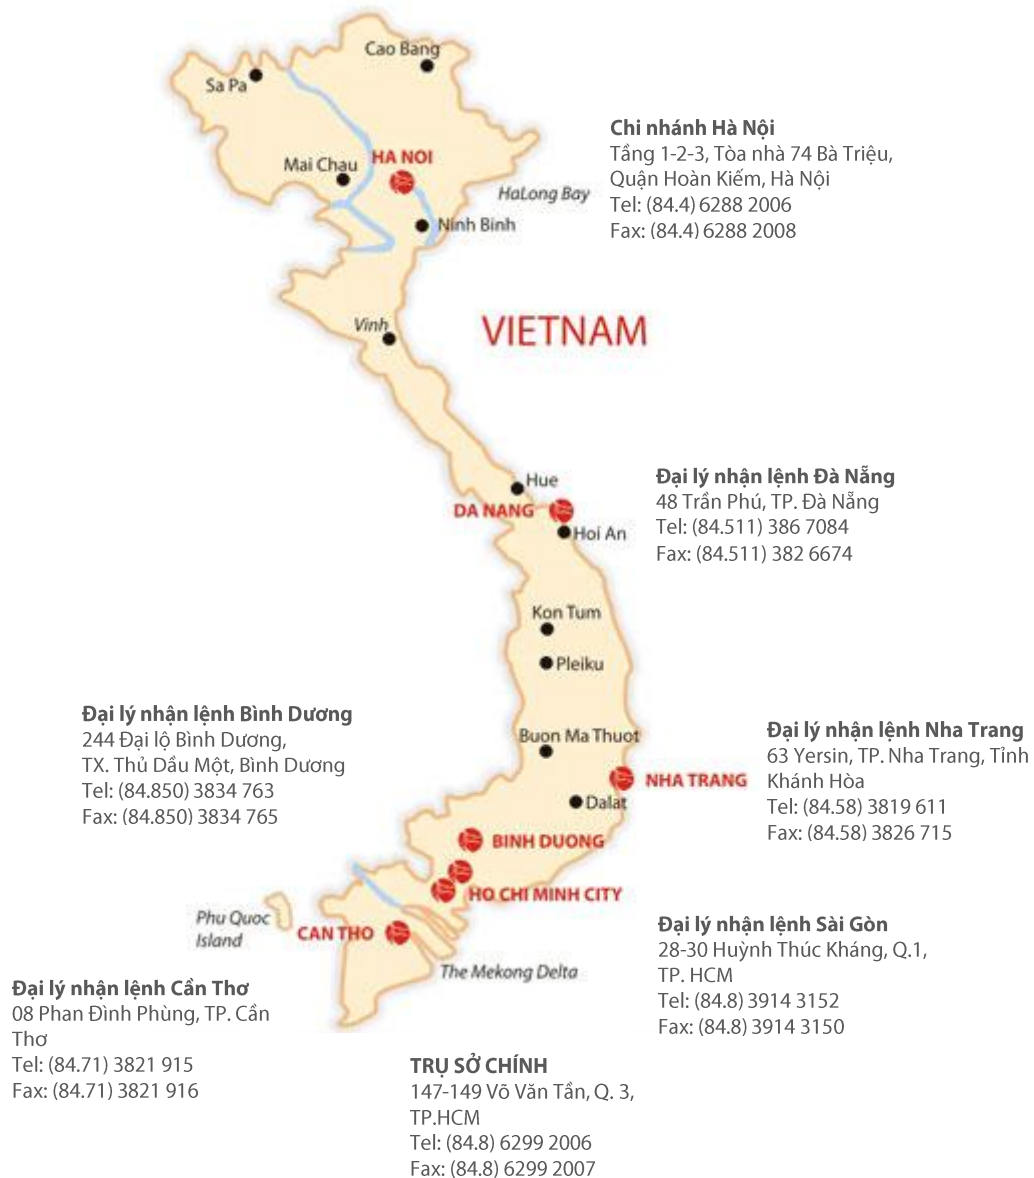 Cao Bang
Sa Pa
Chi nhánh Hà Nội
Tầng 1-2-3, Tòa nhà 74 Bà Triệu,
Quận Hoàn Kiếm, Hà Nội
Tel: (84.4) 6288 2006
Fax: (84.4) 6288 2008
HA NOI
Mai Chau
HaLong Bay
Ninh Binh
Vinh
VIETNAM
Hue
DA NANG
Hoi An
Đại lý nhận lệnh Đà Nẵng
48 Trần Phú, TP. Đà Nẵng
Tel: (84.511) 386 7084
Fax: (84.511) 382 6674
Kon Tum
Pleiku
Buon Ma Thuot
Đại lý nhận lệnh Bình Dương
244 Đại lộ Bình Dương,
TX. Thủ Dầu Một, Bình Dương
Tel: (84.850) 3834 763
Fax: (84.850) 3834 765
Đại lý nhận lệnh Nha Trang
63 Yersin, TP. Nha Trang, Tỉnh
Khánh Hòa
Tel: (84.58) 3819 611
Fax: (84.58) 3826 715
NHA TRANG
Dalat
BINH DUONG
HO CHI MINH CITY
Phu Quoc
Island
CAN THO
The Mekong Delta
Đại lý nhận lệnh Sài Gòn
28-30 Huỳnh Thúc Kháng, Q.1,
TP. HCM
Tel: (84.8) 3914 3152
Fax: (84.8) 3914 3150
Đại lý nhận lệnh Cần Thơ
08 Phan Đình Phùng, TP. Cần
Thơ
Tel: (84.71) 3821 915
Fax: (84.71) 3821 916
TRỤ SỞ CHÍNH
147-149 Võ Văn Tần, Q. 3,
TP.HCM
Tel: (84.8) 6299 2006
Fax: (84.8) 6299 2007